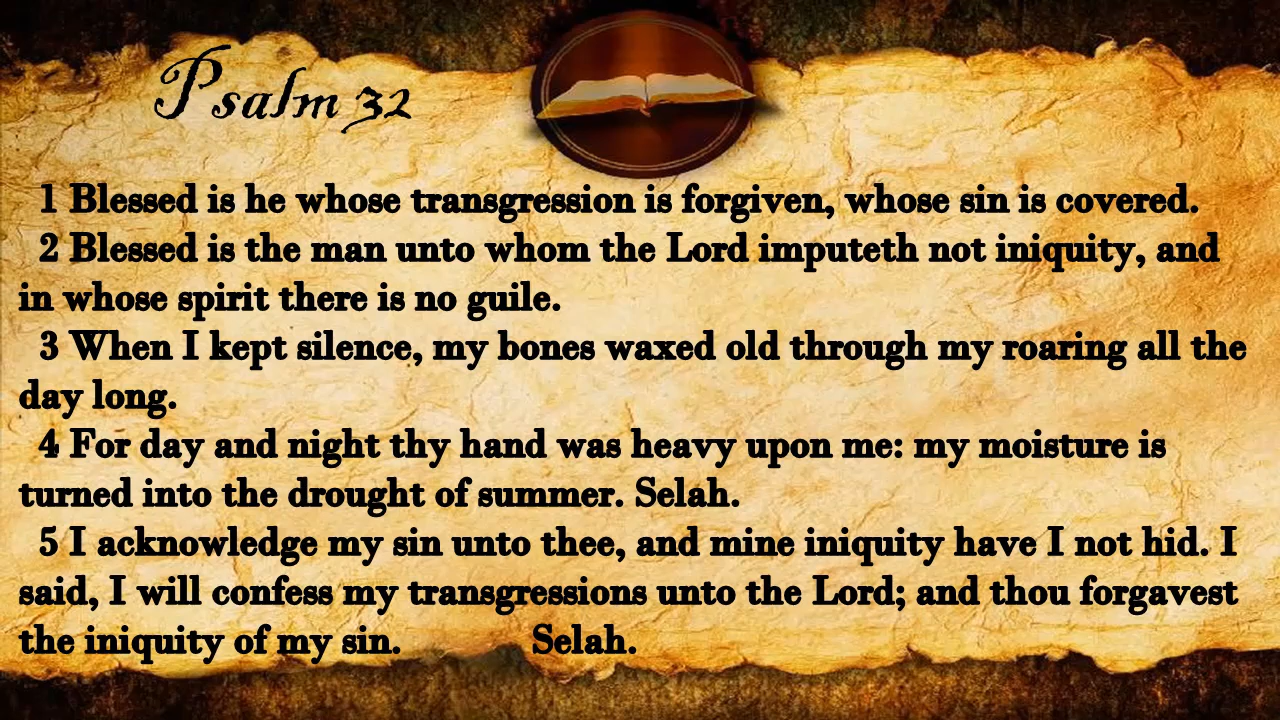 Psalm 32
1 Blessed is he whose transgression is forgiven, whose sin is covered.
2 Blessed is the man unto whom the Lord imputeth not iniquity, and
in whose spirit there is no guile.
3 When I kept silence, my bones waxed old through my roaring all the
day long.
4 For day and night thy hand was heavy upon me: my moisture is
turned into the drought of summer. Selah.
5 I acknowledge my sin unto thee, and mine iniquity have I not hid. I
said, I will confess my transgressions unto the Lord; and thou forgavest
the iniquity of my sin. Selah.